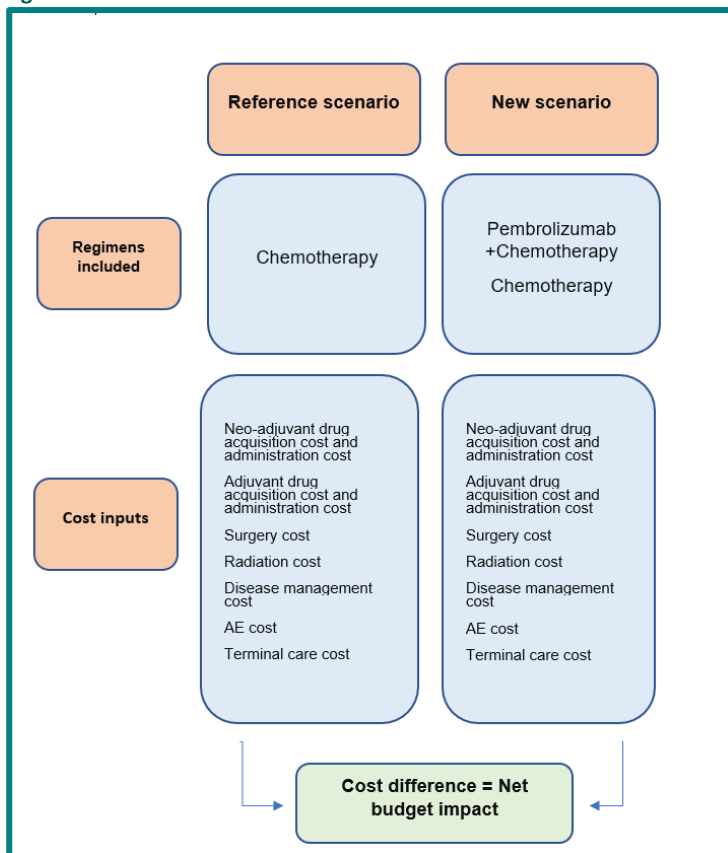 Reference scenario
New scenario
Regimens
included
Chemotherapy
Pembrolizumab
+Chemotherapy
Chemotherapy
Cost inputs
Neo-adjuvant drug
acquisition cost and
administration cost
Adjuvant drug
acquisition cost and
administration cost
Surgery cost
Radiation cost
Disease management
cost
AE cost
Terminal care cost
Neo-adjuvant drug
acquisition cost and
administration cost
Adjuvant drug
acquisition cost and
administration cost
Surgery cost
Radiation cost
Disease management
cost
AE cost
Terminal care cost
Cost difference = Net
budget impact